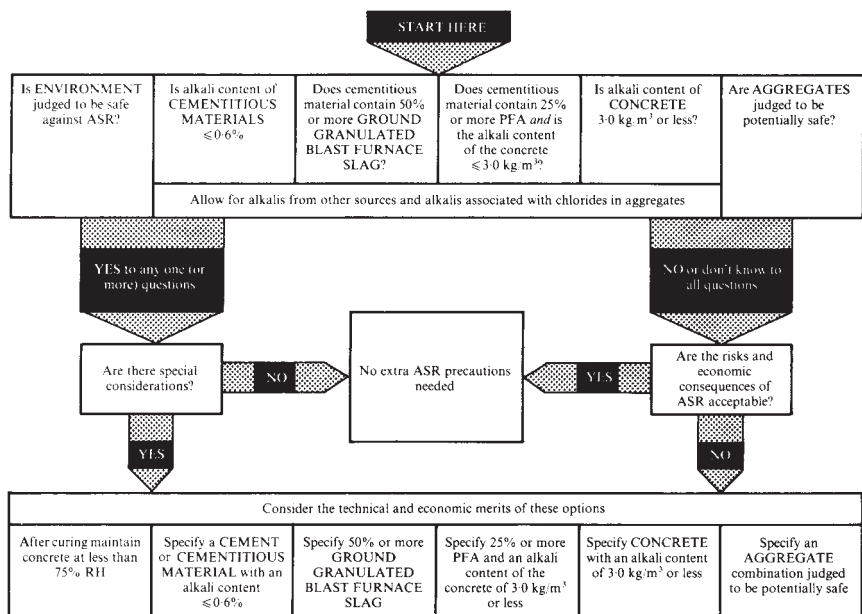 START HERE
Is ENVIRONMENT
judged to be safe
against ASR?
Is alkali content of
CEMENTITIOUS
MATERIALS
≤0·6%
Does cementitious
material contain 50%
or more GROUND
GRANULATED
BLAST FURNACE
SLAG?
Does cementitious
material contain 25%
or more PFA and is
the alkali content
of the concrete
≤3·0 kg/m³?
Is alkali content of
CONCRETE
3·0 kg.m³ or less?
Are AGGREGATES
judged to be
potentially safe?
Allow for alkalis from other sources and alkalis associated with chlorides in aggregates
YES to any one (or
more) questions
NO or don't know to
all questions
Are there special
considerations?
NO
No extra ASR precautions
needed
YES
Are the risks and
economic
consequences of
ASR acceptable?
YES
NO
Consider the technical and economic merits of these options
After curing maintain
concrete at less than
75% RH
Specify a CEMENT
or CEMENTITIOUS
MATERIAL with an
alkali content
≤0·6%
Specify 50% or more
GROUND
GRANULATED
BLAST FURNACE
SLAG
Specify 25% or more
PFA and an alkali
content of the
concrete of 3·0 kg/m³
or less
Specify CONCRETE
with an alkali content
of 3·0 kg/m³ or less
Specify an
AGGREGATE
combination judged
to be potentially safe